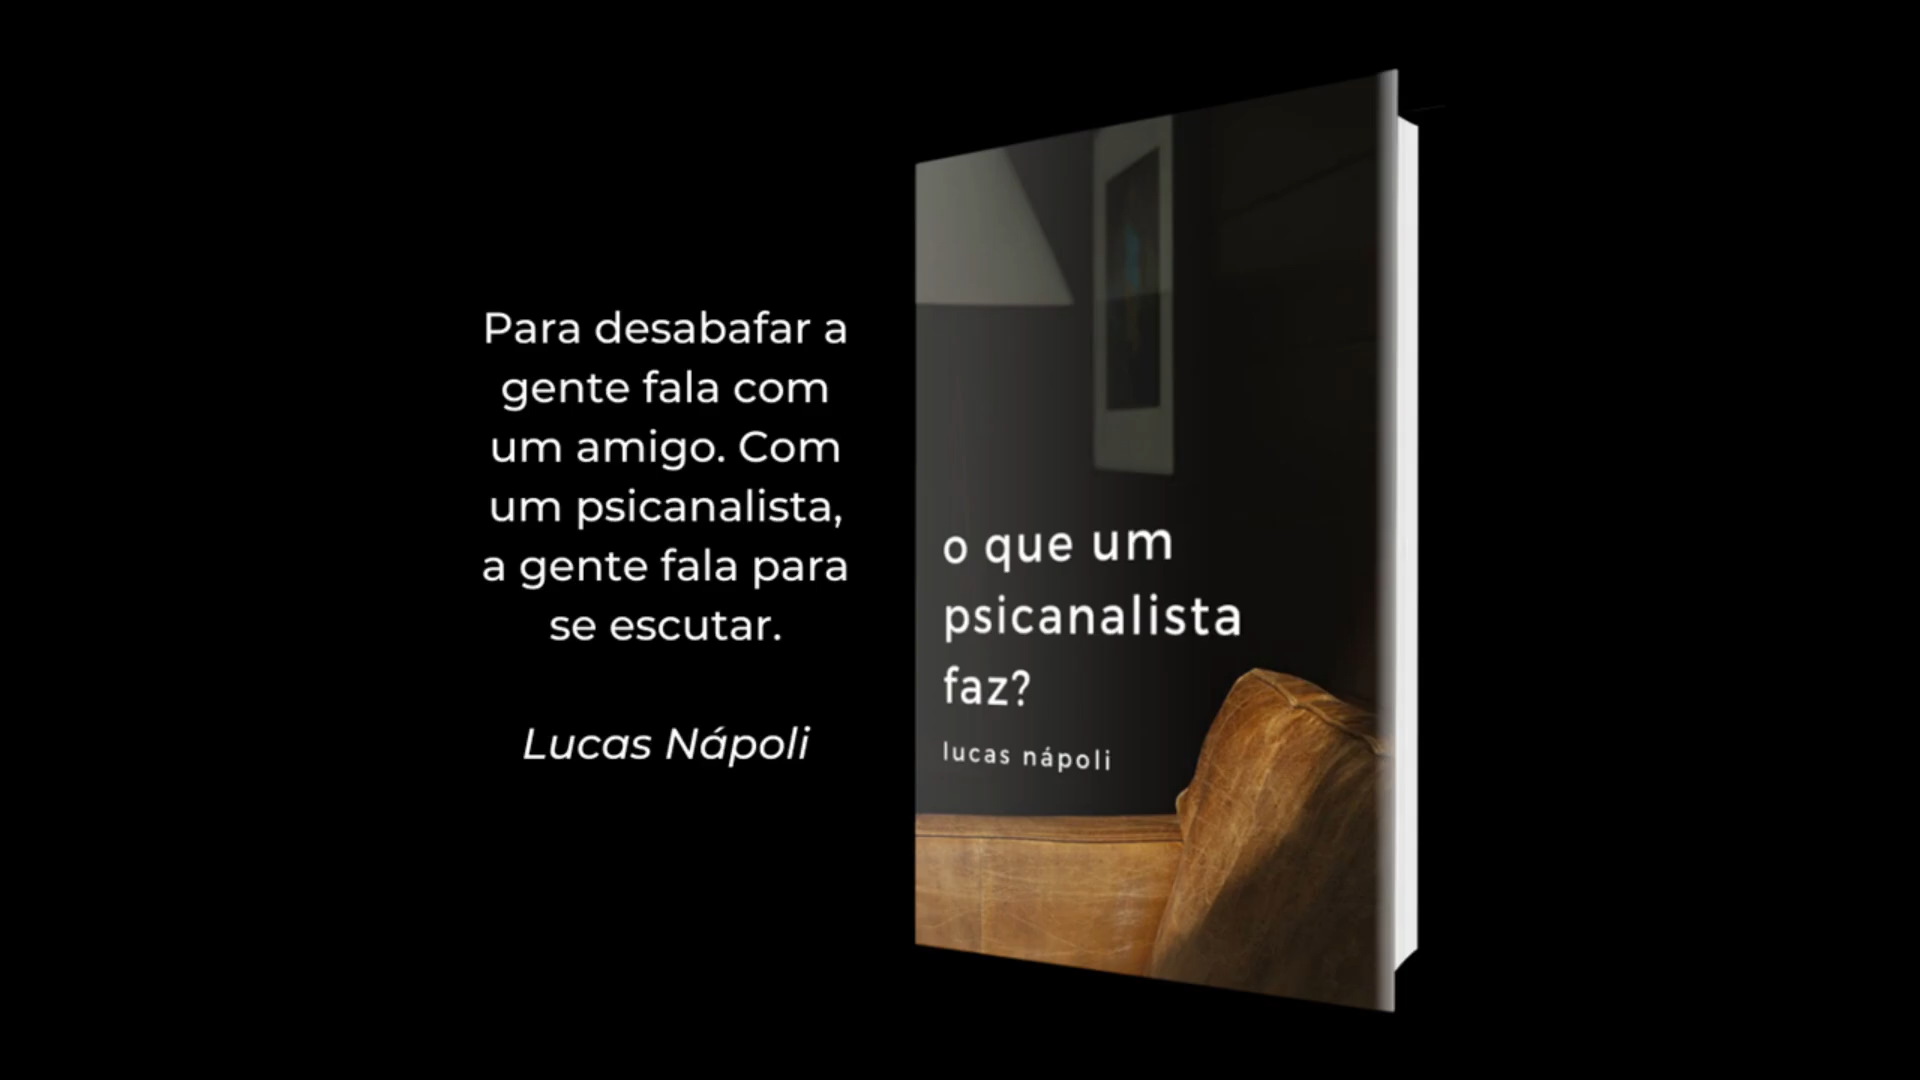 Para desabafar a
gente fala com
um amigo. Com
um psicanalista,
a gente fala para
se escutar.
Lucas Nápoli
o que um
psicanalista
faz?
lucas nápoli